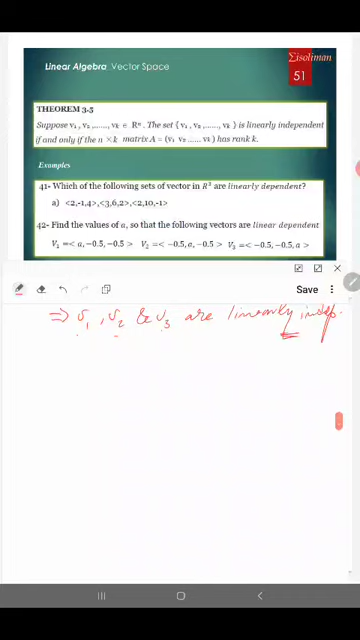 Linear Algebra, Vector Space
Σisoliman
51
THEOREM 3.5
Suppose v₁, v₂, ......, vₖ ∈ Rⁿ. The set {v₁, v₂, ......, vₖ} is linearly independent
if and only if the n × k matrix A = (v₁ v₂ ...... vₖ) has rank k.
Examples
41- Which of the following sets of vector in R³ are linearly dependent?
a) <2,-1,4>,<3,6,2>,<2,10,-1>
42- Find the values of a, so that the following vectors are linear dependent
V₁ =< a, −0.5, −0.5 > V₂ =< −0.5, a, −0.5 > V₃ =< −0.5, −0.5, a >
Save
⇒ v₁, v₂ & v₃ are linearly indep.